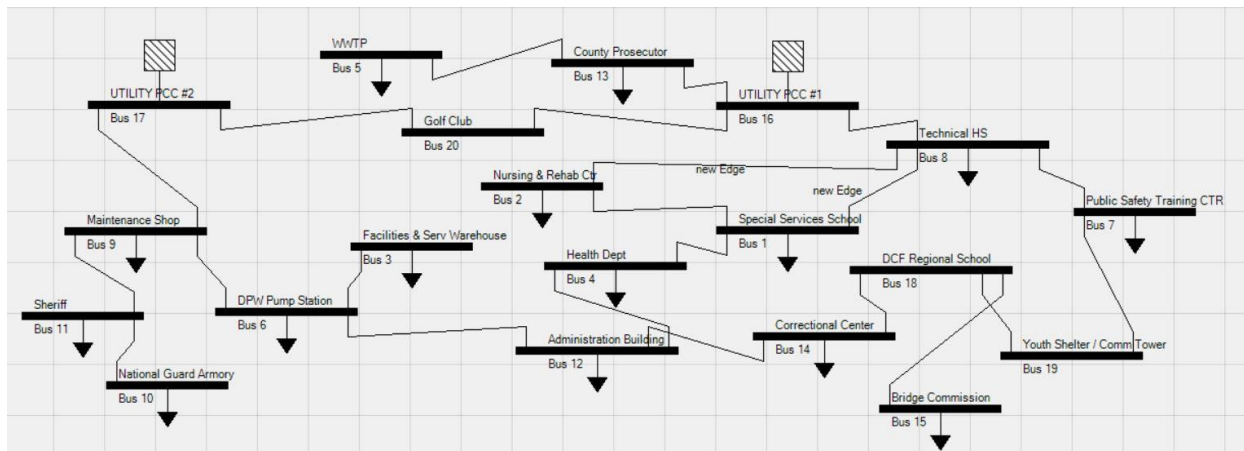 WWTP
Bus 5
County Prosecutor
Bus 13
UTILITY PCC #2
Bus 17
UTILITY PCC #1
Bus 16
Golf Club
Bus 20
Technical HS
Bus 8
new Edge
Nursing & Rehab Ctr
Bus 2
new Edge
Public Safety Training CTR
Bus 7
Maintenance Shop
Bus 9
Special Services School
Bus 1
Facilities & Serv Warehouse
Bus 3
Health Dept
Bus 4
DCF Regional School
Bus 18
Sheriff
Bus 11
DPW Pump Station
Bus 6
Administration Building
Bus 12
Correctional Center
Bus 14
Youth Shelter / Comm Tower
Bus 19
National Guard Armory
Bus 10
Bridge Commission
Bus 15